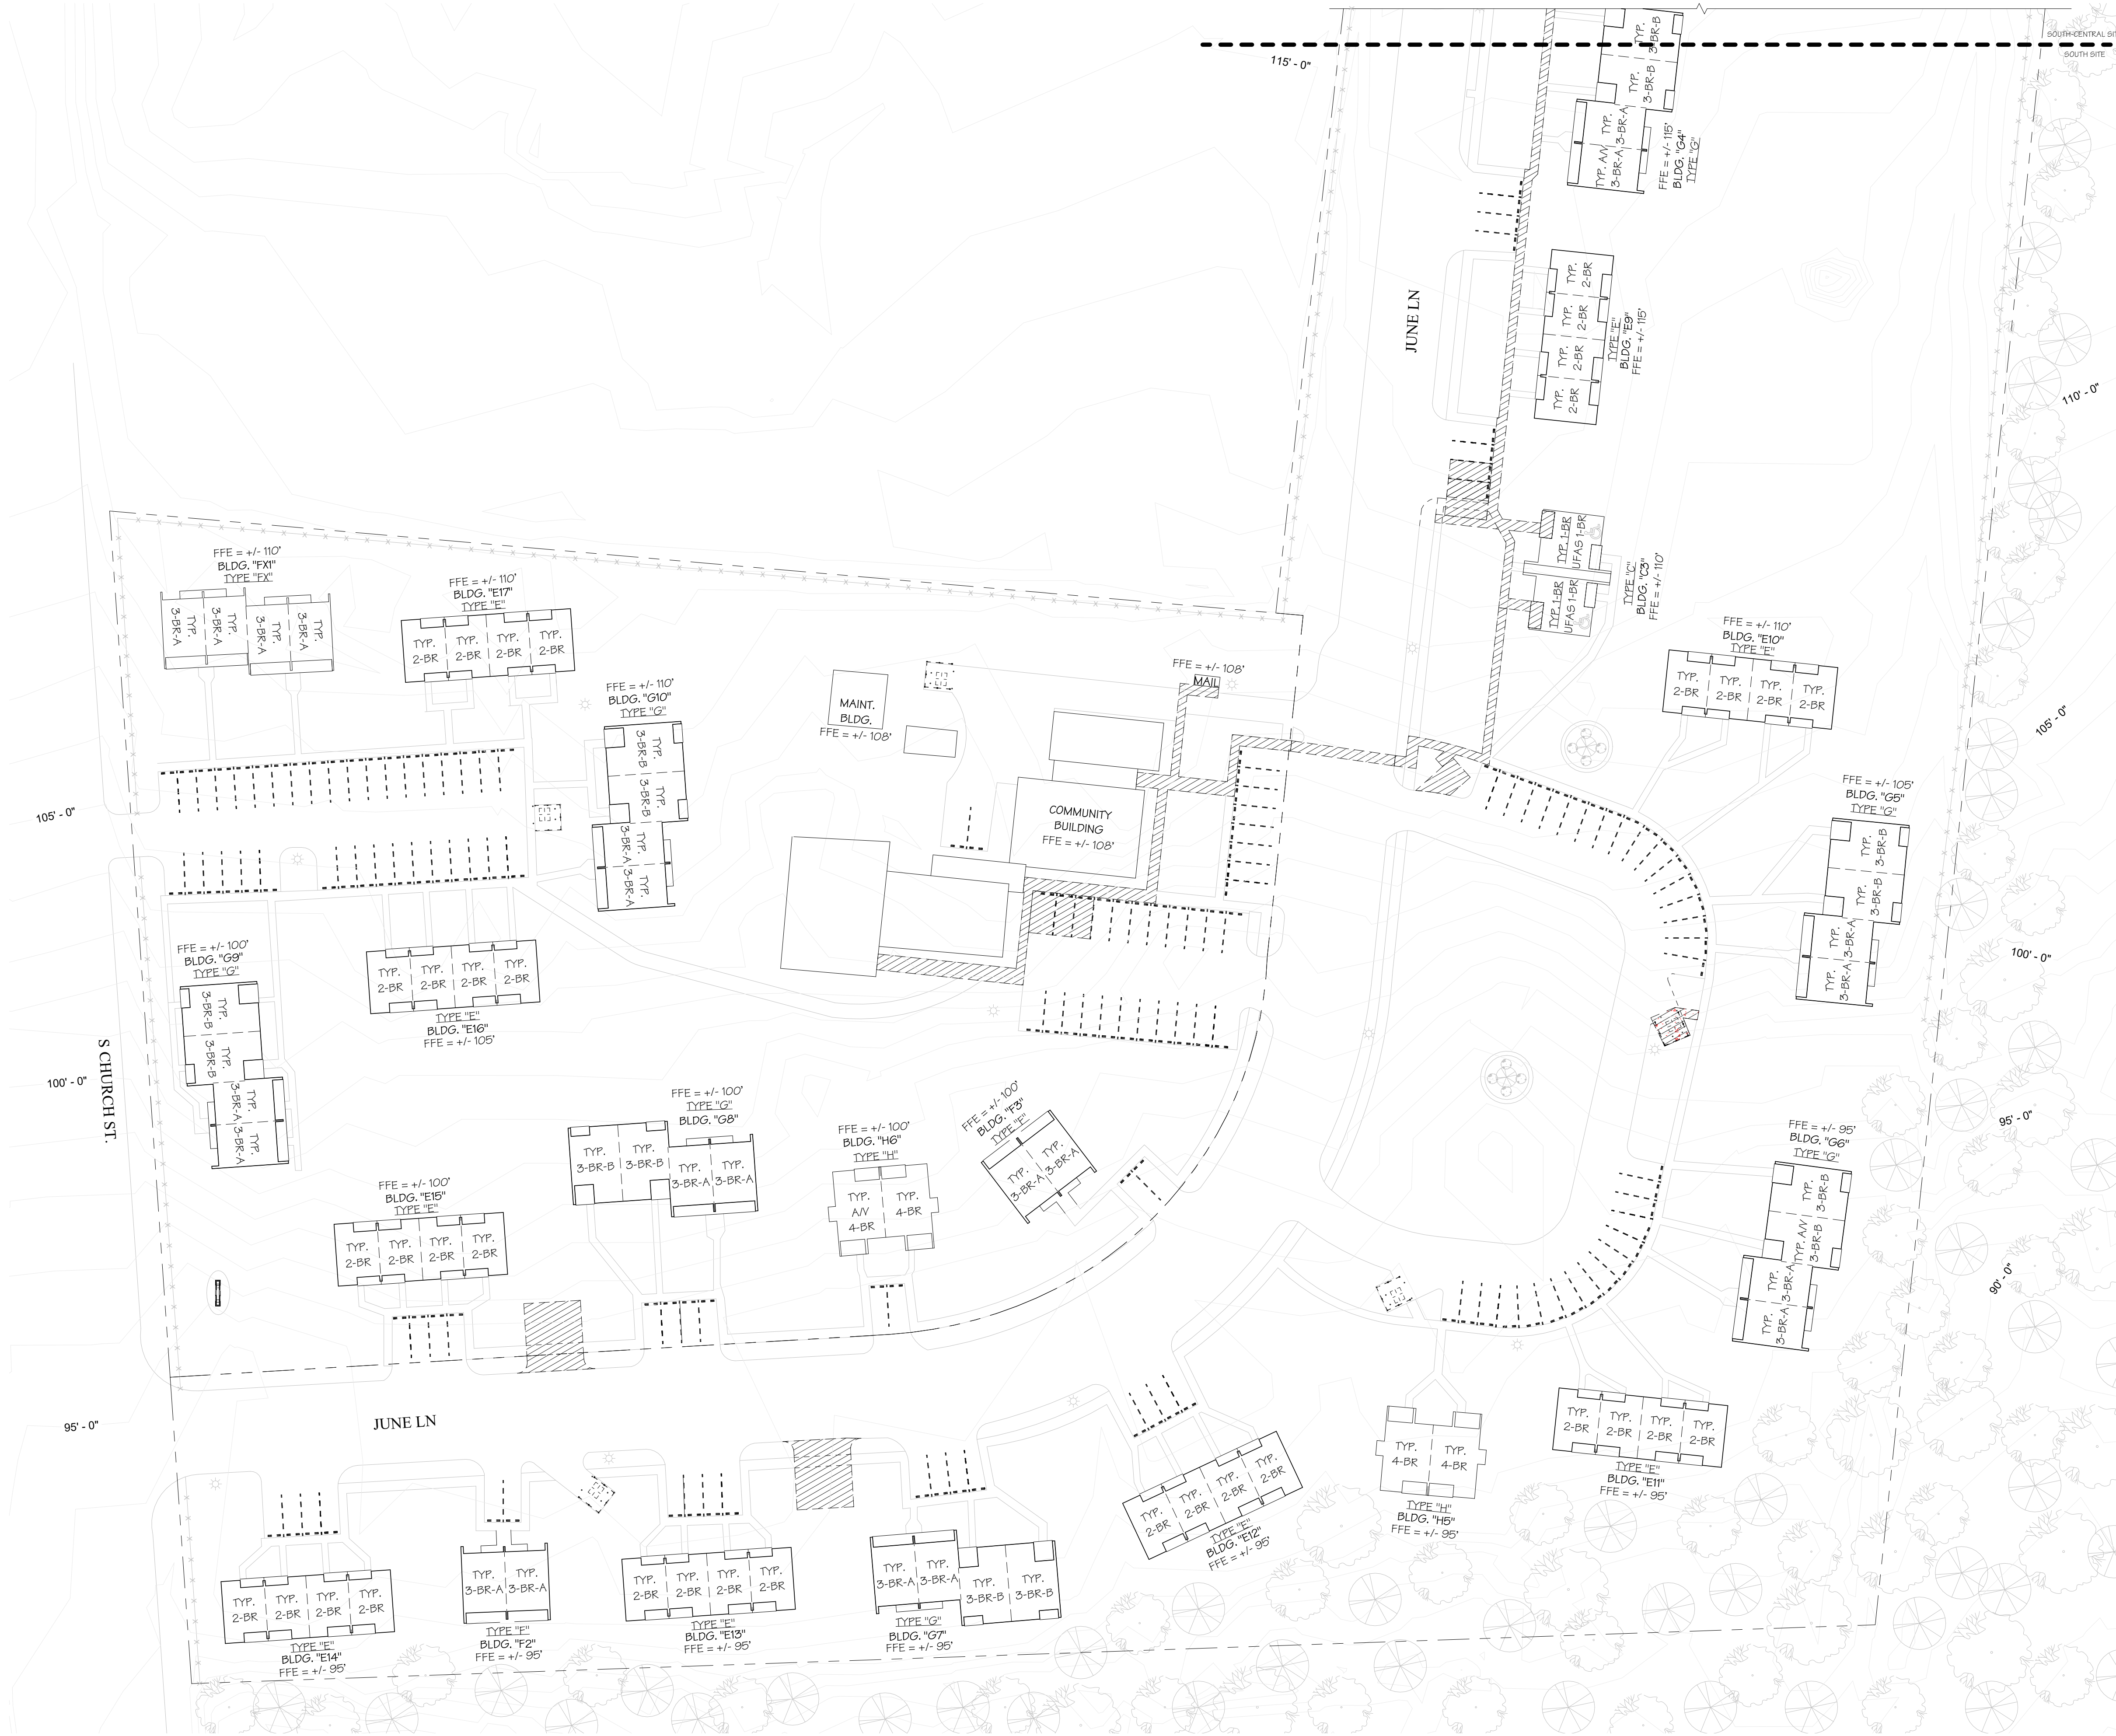 SOUTH-CENTRAL SI
SOUTH SITE
115' - 0"
TYP.
3-BR-B
TYP.
3-BR-B
TYP.
3-BR-A
TYP. A/V
3-BR-A
FFE = +/- 115'
BLDG. "G4"
TYPE "G"
JUNE LN
TYP.
2-BR
TYP.
2-BR
TYP.
2-BR
TYP.
2-BR
TYPE "E"
BLDG. "E9"
FFE = +/- 115'
110' - 0"
TYP. 1-BR
UFAS 1-BR
TYP. 1-BR
UFAS 1-BR
TYPE "C"
BLDG. "C3"
FFE = +/- 110'
FFE = +/- 110'
BLDG. "FX1"
TYPE "FX"
TYP.
3-BR-A
TYP.
3-BR-A
TYP.
3-BR-A
TYP.
3-BR-A
FFE = +/- 110'
BLDG. "E17"
TYPE "E"
TYP.
2-BR
TYP.
2-BR
TYP.
2-BR
TYP.
2-BR
FFE = +/- 110'
BLDG. "G10"
TYPE "G"
TYP.
3-BR-B
TYP.
3-BR-B
TYP.
3-BR-A
TYP.
3-BR-A
MAINT.
BLDG.
FFE = +/- 108'
FFE = +/- 108'
MAIL
COMMUNITY
BUILDING
FFE = +/- 108'
FFE = +/- 110'
BLDG. "E10"
TYPE "E"
TYP.
2-BR
TYP.
2-BR
TYP.
2-BR
TYP.
2-BR
105' - 0"
FFE = +/- 105'
BLDG. "G5"
TYPE "G"
TYP.
3-BR-B
TYP.
3-BR-B
TYP.
3-BR-A
TYP.
3-BR-A
105' - 0"
100' - 0"
FFE = +/- 100'
BLDG. "G9"
TYPE "G"
TYP.
3-BR-B
TYP.
3-BR-B
TYP.
3-BR-A
TYP.
3-BR-A
TYP.
2-BR
TYP.
2-BR
TYP.
2-BR
TYP.
2-BR
TYPE "E"
BLDG. "E16"
FFE = +/- 105'
S CHURCH ST.
100' - 0"
95' - 0"
FFE = +/- 100'
TYPE "G"
BLDG. "G8"
TYP.
3-BR-B
TYP.
3-BR-B
TYP.
3-BR-A
TYP.
3-BR-A
FFE = +/- 100'
BLDG. "H6"
TYPE "H"
TYP.
A/V
4-BR
TYP.
4-BR
FFE = +/- 100'
BLDG. "F3"
TYPE "F"
TYP.
3-BR-A
TYP.
3-BR-A
FFE = +/- 95'
BLDG. "G6"
TYPE "G"
TYP.
3-BR-B
TYP. A/V
3-BR-B
TYP.
3-BR-A
TYP.
3-BR-A
90' - 0"
FFE = +/- 100'
BLDG. "E15"
TYPE "E"
TYP.
2-BR
TYP.
2-BR
TYP.
2-BR
TYP.
2-BR
95' - 0"
JUNE LN
TYP.
2-BR
TYP.
2-BR
TYP.
2-BR
TYP.
2-BR
TYPE "E"
BLDG. "E14"
FFE = +/- 95'
TYP.
3-BR-A
TYP.
3-BR-A
TYPE "F"
BLDG. "F2"
FFE = +/- 95'
TYP.
2-BR
TYP.
2-BR
TYP.
2-BR
TYP.
2-BR
TYPE "E"
BLDG. "E13"
FFE = +/- 95'
TYP.
3-BR-A
TYP.
3-BR-A
TYP.
3-BR-B
TYP.
3-BR-B
TYPE "G"
BLDG. "G7"
FFE = +/- 95'
TYP.
2-BR
TYP.
2-BR
TYP.
2-BR
TYP.
2-BR
TYPE "E"
BLDG. "E12"
FFE = +/- 95'
TYP.
4-BR
TYP.
4-BR
TYPE "H"
BLDG. "H5"
FFE = +/- 95'
TYP.
2-BR
TYP.
2-BR
TYP.
2-BR
TYP.
2-BR
TYPE "E"
BLDG. "E11"
FFE = +/- 95'